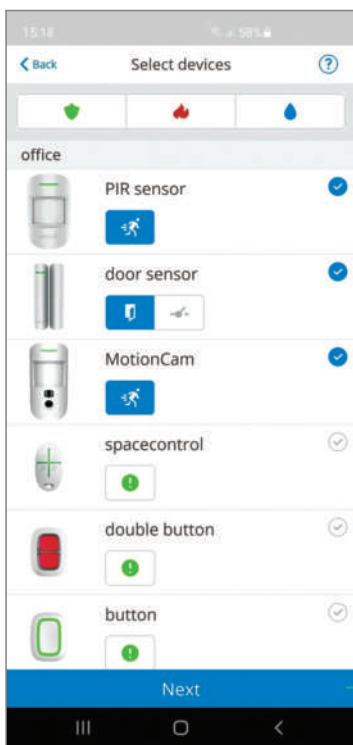 15:18 58%
Back Select devices ?
office
PIR sensor
door sensor
MotionCam
spacecontrol
double button
button
Next